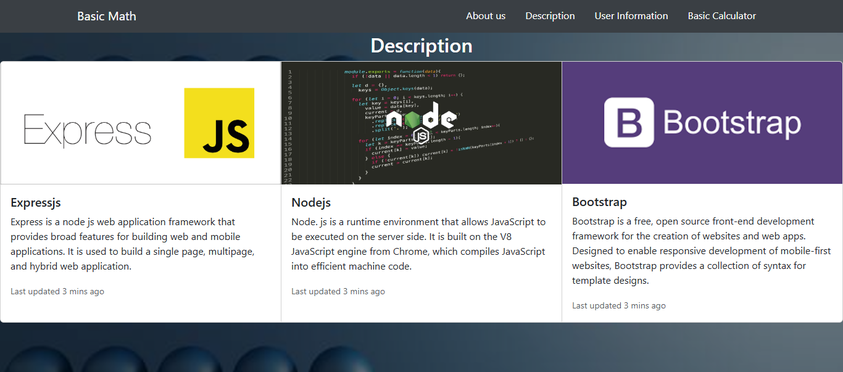 Basic Math
About us
Description
User Information
Basic Calculator
Description
Express
JS
node
JS
B Bootstrap
Expressjs
Express is a node js web application framework that
provides broad features for building web and mobile
applications. It is used to build a single page, multipage,
and hybrid web application.
Last updated 3 mins ago
Nodejs
Node. js is a runtime environment that allows JavaScript to
be executed on the server side. It is built on the V8
JavaScript engine from Chrome, which compiles JavaScript
into efficient machine code.
Last updated 3 mins ago
Bootstrap
Bootstrap is a free, open source front-end development
framework for the creation of websites and web apps.
Designed to enable responsive development of mobile-first
websites, Bootstrap provides a collection of syntax for
template designs.
Last updated 3 mins ago